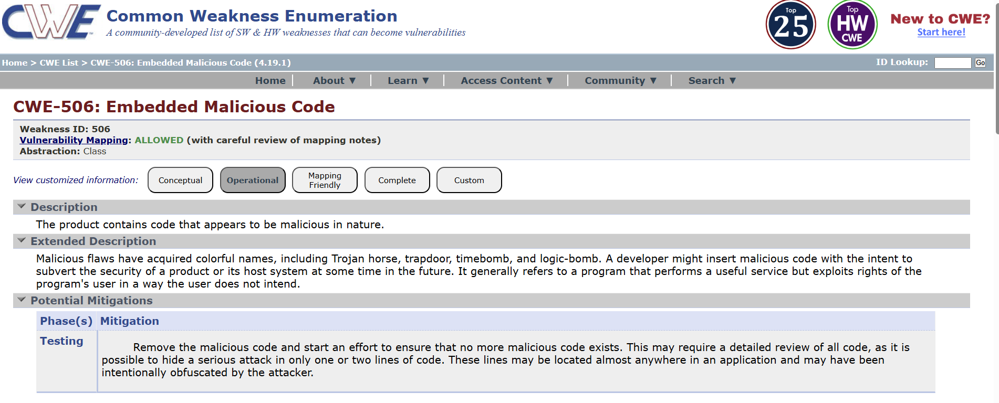 CWE™
Common Weakness Enumeration
A community-developed list of SW & HW weaknesses that can become vulnerabilities
Top
25
Top
HW
CWE
New to CWE?
Start here!
Home > CWE List > CWE-506: Embedded Malicious Code (4.19.1)
ID Lookup:
Go
Home
About ▼
Learn ▼
Access Content ▼
Community ▼
Search ▼
CWE-506: Embedded Malicious Code
Weakness ID: 506
Vulnerability Mapping: ALLOWED (with careful review of mapping notes)
Abstraction: Class
View customized information:
Conceptual
Operational
Mapping
Friendly
Complete
Custom
Description
The product contains code that appears to be malicious in nature.
Extended Description
Malicious flaws have acquired colorful names, including Trojan horse, trapdoor, timebomb, and logic-bomb. A developer might insert malicious code with the intent to
subvert the security of a product or its host system at some time in the future. It generally refers to a program that performs a useful service but exploits rights of the
program's user in a way the user does not intend.
Potential Mitigations
Phase(s) Mitigation
Testing
Remove the malicious code and start an effort to ensure that no more malicious code exists. This may require a detailed review of all code, as it is
possible to hide a serious attack in only one or two lines of code. These lines may be located almost anywhere in an application and may have been
intentionally obfuscated by the attacker.